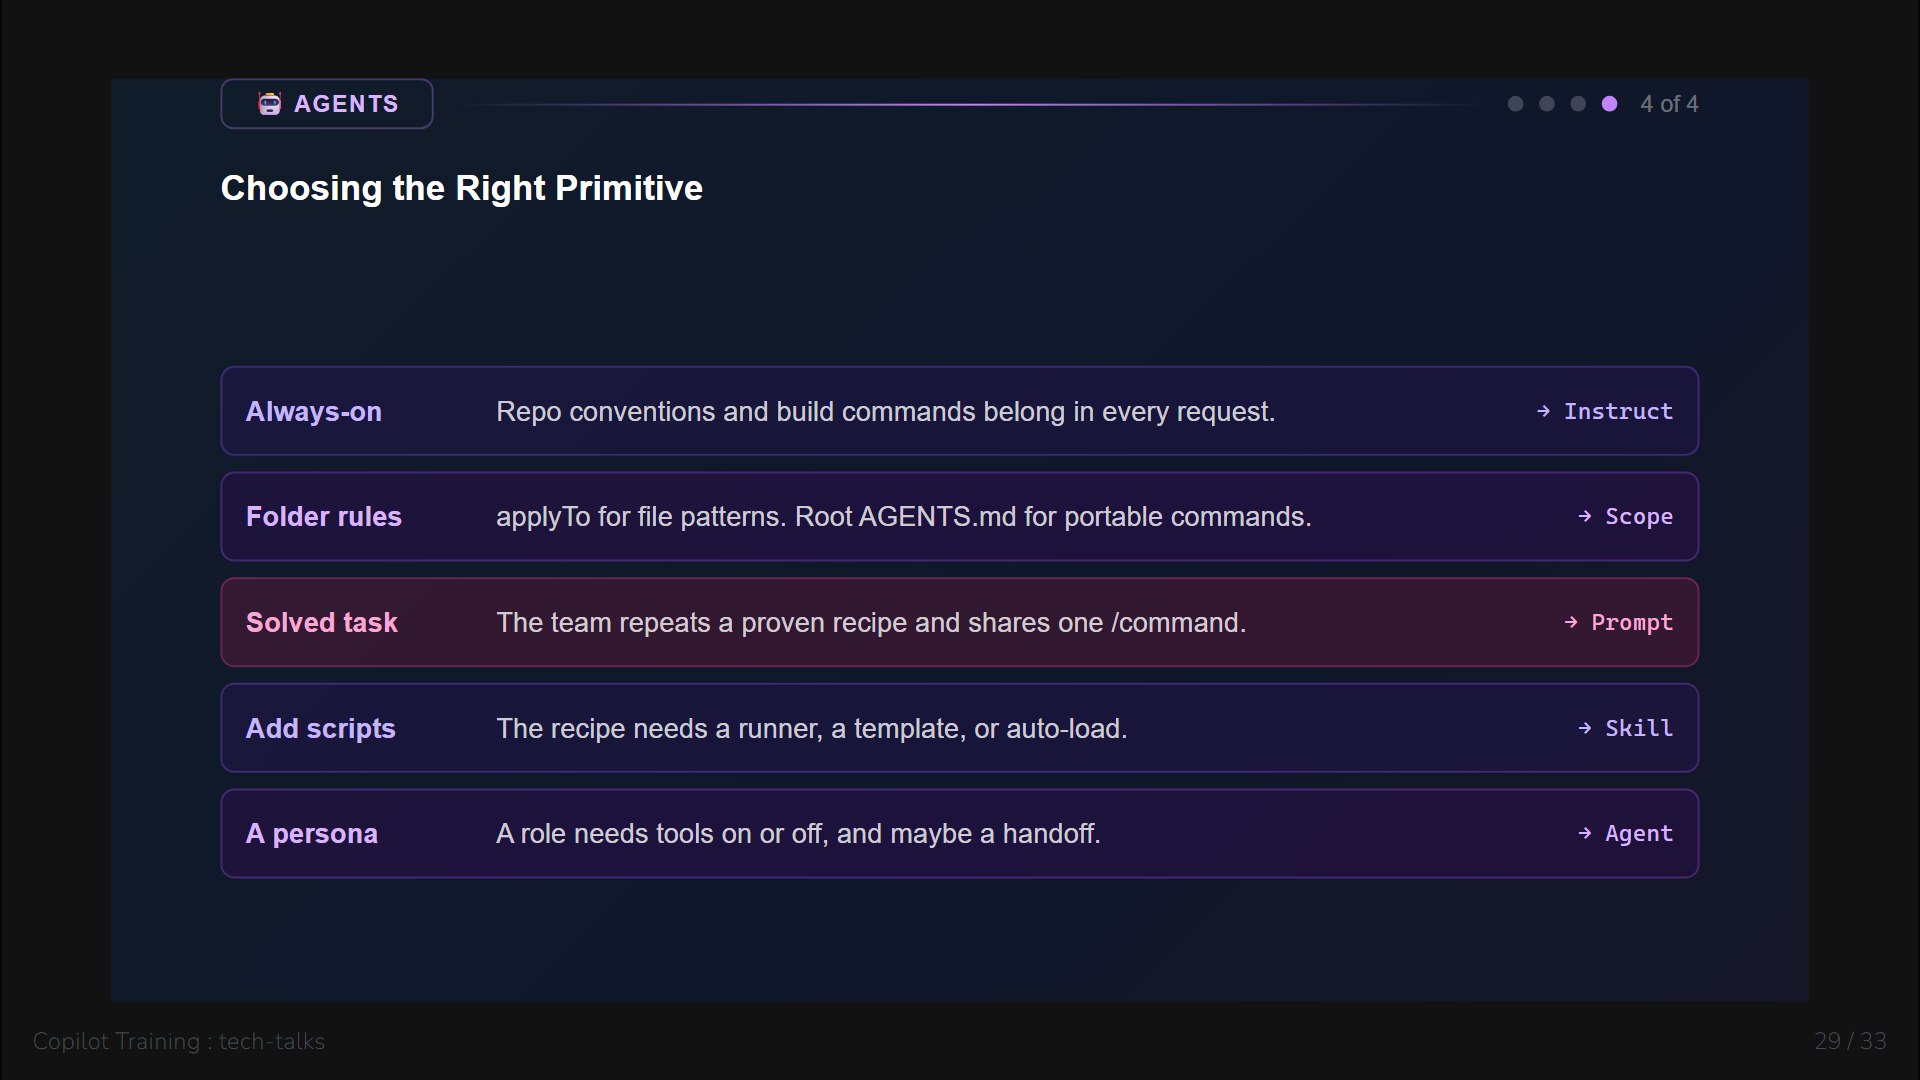 AGENTS
4 of 4
Choosing the Right Primitive
Always-on Repo conventions and build commands belong in every request. → Instruct
Folder rules applyTo for file patterns. Root AGENTS.md for portable commands. → Scope
Solved task The team repeats a proven recipe and shares one /command. → Prompt
Add scripts The recipe needs a runner, a template, or auto-load. → Skill
A persona A role needs tools on or off, and maybe a handoff. → Agent
Copilot Training : tech-talks
29 / 33